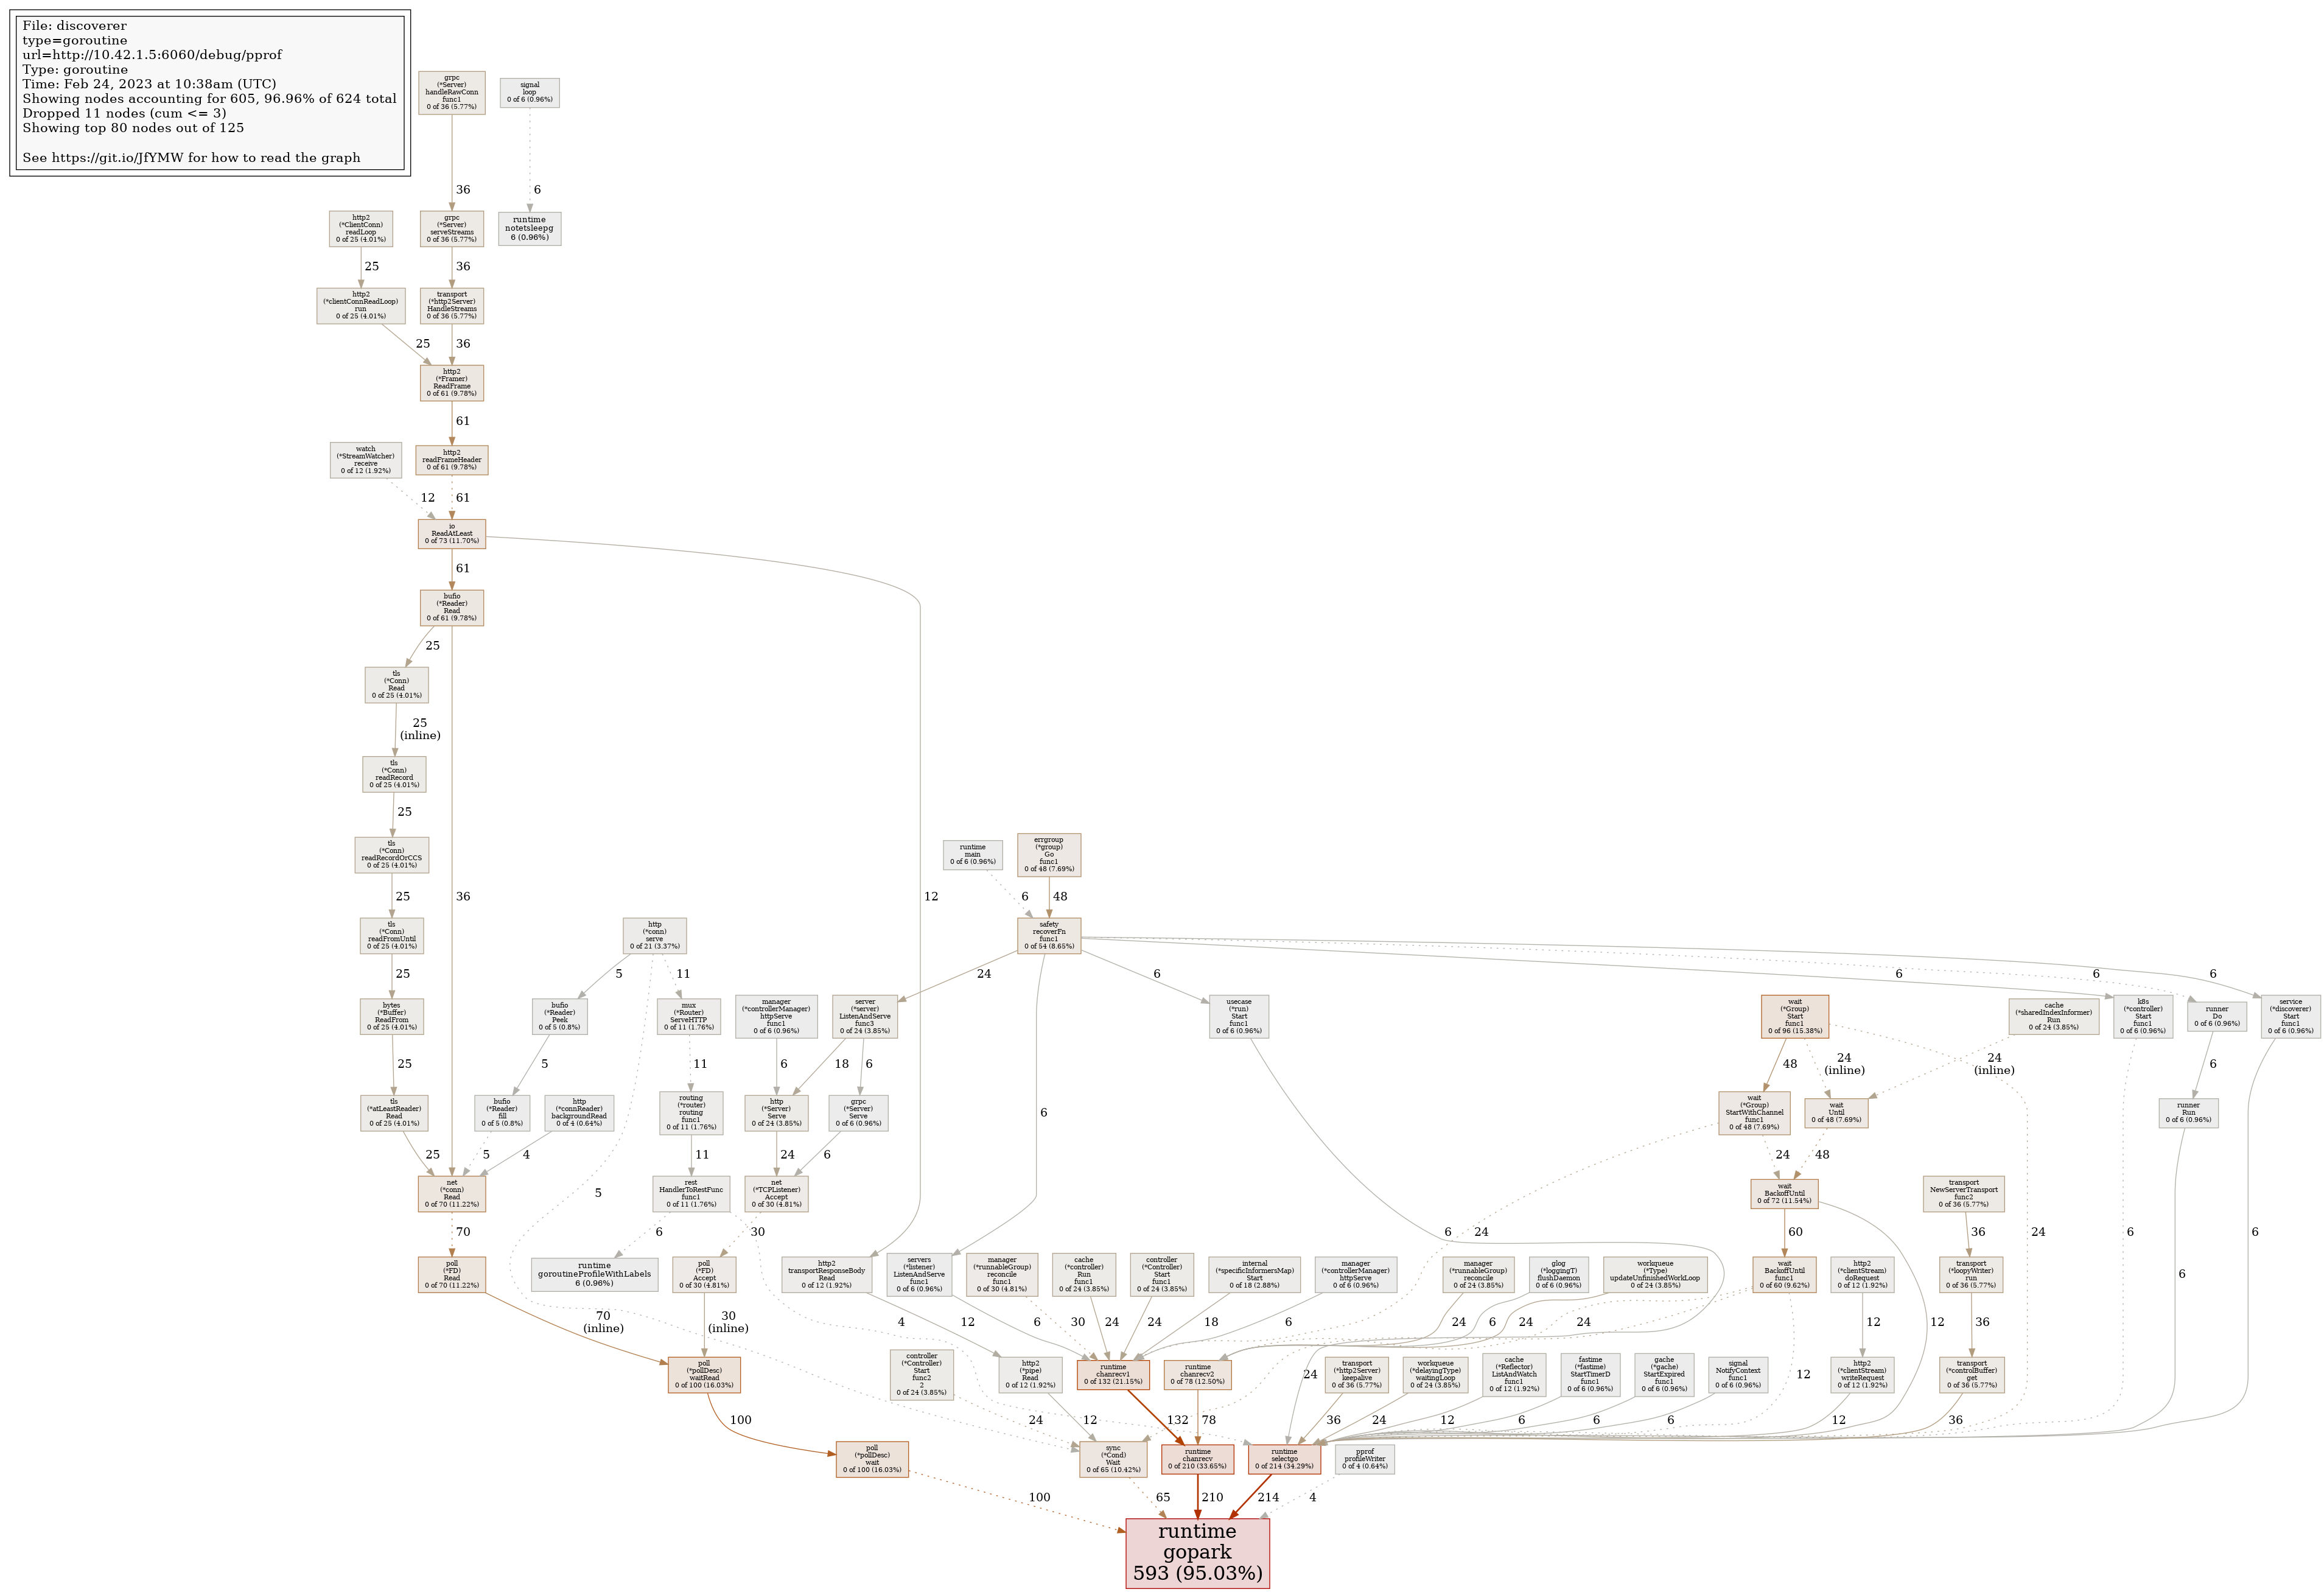 File: discoverer
type=goroutine
url=http://10.42.1.5:6060/debug/pprof
Type: goroutine
Time: Feb 24, 2023 at 10:38am (UTC)
Showing nodes accounting for 605, 96.96% of 624 total
Dropped 11 nodes (cum <= 3)
Showing top 80 nodes out of 125
See https://git.io/JfYMW for how to read the graph
grpc
(*Server)
handleRawConn
func1
0 of 36 (5.77%)
signal
loop
0 of 6 (0.96%)
36
6
http2
(*ClientConn)
readLoop
0 of 25 (4.01%)
grpc
(*Server)
serveStreams
0 of 36 (5.77%)
runtime
notetsleepg
6 (0.96%)
25
36
http2
(*clientConnReadLoop)
run
0 of 25 (4.01%)
transport
(*http2Server)
HandleStreams
0 of 36 (5.77%)
25
36
http2
(*Framer)
ReadFrame
0 of 61 (9.78%)
61
watch
(*StreamWatcher)
receive
0 of 12 (1.92%)
http2
readFrameHeader
0 of 61 (9.78%)
12
61
io
ReadAtLeast
0 of 73 (11.70%)
61
12
bufio
(*Reader)
Read
0 of 61 (9.78%)
25
36
tls
(*Conn)
Read
0 of 25 (4.01%)
25
(inline)
tls
(*Conn)
readRecord
0 of 25 (4.01%)
25
tls
(*Conn)
readRecordOrCCS
0 of 25 (4.01%)
25
runtime
main
0 of 6 (0.96%)
errgroup
(*group)
Go
func1
0 of 48 (7.69%)
6
48
tls
(*Conn)
readFromUntil
0 of 25 (4.01%)
25
http
(*conn)
serve
0 of 21 (3.37%)
5
11
5
safety
recoverFn
func1
0 of 54 (8.65%)
24
6
6
6
6
6
bytes
(*Buffer)
ReadFrom
0 of 25 (4.01%)
25
bufio
(*Reader)
Peek
0 of 5 (0.8%)
5
mux
(*Router)
ServeHTTP
0 of 11 (1.76%)
11
manager
(*controllerManager)
httpServe
func1
0 of 6 (0.96%)
6
server
(*server)
ListenAndServe
func3
0 of 24 (3.85%)
18
6
usecase
(*run)
Start
func1
0 of 6 (0.96%)
6
wait
(*Group)
Start
func1
0 of 96 (15.38%)
48
24
(inline)
24
cache
(*sharedIndexInformer)
Run
0 of 24 (3.85%)
24
(inline)
k8s
(*controller)
Start
func1
0 of 6 (0.96%)
6
runner
Do
0 of 6 (0.96%)
6
service
(*discoverer)
Start
func1
0 of 6 (0.96%)
6
tls
(*atLeastReader)
Read
0 of 25 (4.01%)
25
bufio
(*Reader)
fill
0 of 5 (0.8%)
5
http
(*connReader)
backgroundRead
0 of 4 (0.64%)
4
routing
(*router)
routing
func1
0 of 11 (1.76%)
11
http
(*Server)
Serve
0 of 24 (3.85%)
24
grpc
(*Server)
Serve
0 of 6 (0.96%)
6
wait
(*Group)
StartWithChannel
func1
0 of 48 (7.69%)
24
24
wait
Until
0 of 48 (7.69%)
48
runner
Run
0 of 6 (0.96%)
6
net
(*conn)
Read
0 of 70 (11.22%)
70
rest
HandlerToRestFunc
func1
0 of 11 (1.76%)
6
4
net
(*TCPListener)
Accept
0 of 30 (4.81%)
30
wait
BackoffUntil
0 of 72 (11.54%)
60
12
transport
NewServerTransport
func2
0 of 36 (5.77%)
36
poll
(*FD)
Read
0 of 70 (11.22%)
70
(inline)
runtime
goroutineProfileWithLabels
6 (0.96%)
poll
(*FD)
Accept
0 of 30 (4.81%)
30
(inline)
http2
transportResponseBody
Read
0 of 12 (1.92%)
12
servers
(*listener)
ListenAndServe
func1
0 of 6 (0.96%)
6
manager
(*runnableGroup)
reconcile
func1
0 of 30 (4.81%)
30
cache
(*controller)
Run
func1
0 of 24 (3.85%)
24
controller
(*Controller)
Start
func1
0 of 24 (3.85%)
24
internal
(*specificInformersMap)
Start
0 of 18 (2.88%)
18
manager
(*controllerManager)
httpServe
0 of 6 (0.96%)
6
manager
(*runnableGroup)
reconcile
0 of 24 (3.85%)
24
glog
(*loggingT)
flushDaemon
0 of 6 (0.96%)
6
workqueue
(*Type)
updateUnfinishedWorkLoop
0 of 24 (3.85%)
24
wait
BackoffUntil
func1
0 of 60 (9.62%)
24
12
http2
(*clientStream)
doRequest
0 of 12 (1.92%)
12
transport
(*loopyWriter)
run
0 of 36 (5.77%)
36
poll
(*pollDesc)
waitRead
0 of 100 (16.03%)
100
controller
(*Controller)
Start
func2
2
0 of 24 (3.85%)
24
http2
(*pipe)
Read
0 of 12 (1.92%)
12
runtime
chanrecv1
0 of 132 (21.15%)
132
runtime
chanrecv2
0 of 78 (12.50%)
78
24
transport
(*http2Server)
keepalive
0 of 36 (5.77%)
36
workqueue
(*delayingType)
waitingLoop
0 of 24 (3.85%)
24
cache
(*Reflector)
ListAndWatch
func1
0 of 12 (1.92%)
12
fastime
(*fastime)
StartTimerD
func1
0 of 6 (0.96%)
6
gache
(*gache)
StartExpired
func1
0 of 6 (0.96%)
6
signal
NotifyContext
func1
0 of 6 (0.96%)
6
http2
(*clientStream)
writeRequest
0 of 12 (1.92%)
12
transport
(*controlBuffer)
get
0 of 36 (5.77%)
36
poll
(*pollDesc)
wait
0 of 100 (16.03%)
100
sync
(*Cond)
Wait
0 of 65 (10.42%)
65
runtime
chanrecv
0 of 210 (33.65%)
210
runtime
selectgo
0 of 214 (34.29%)
214
pprof
profileWriter
0 of 4 (0.64%)
4
runtime
gopark
593 (95.03%)